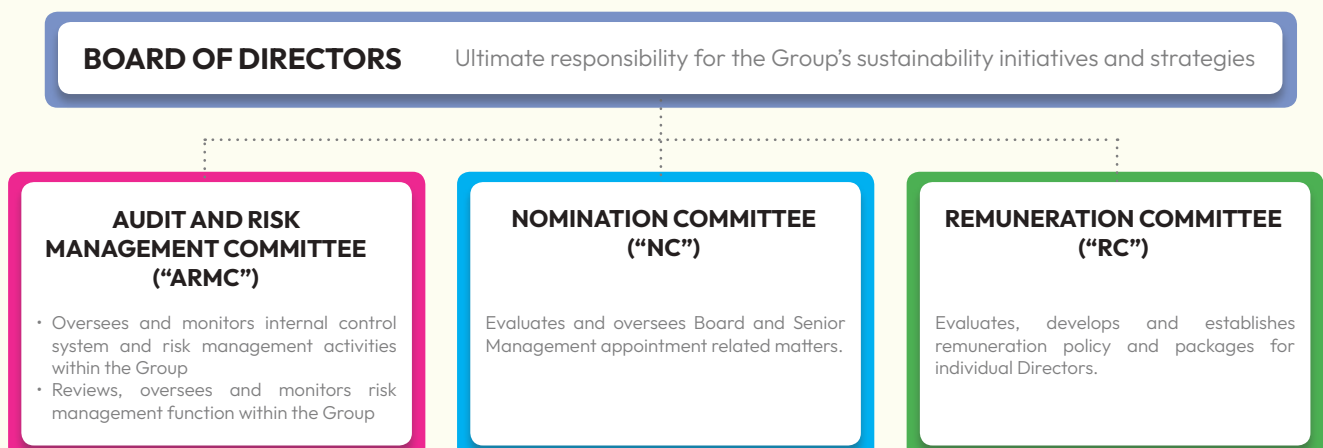 BOARD OF DIRECTORS
Ultimate responsibility for the Group’s sustainability initiatives and strategies
AUDIT AND RISK
MANAGEMENT COMMITTEE
(“ARMC”)
• Oversees and monitors internal control
system and risk management activities
within the Group
• Reviews, oversees and monitors risk
management function within the Group
NOMINATION COMMITTEE
(“NC”)
Evaluates and oversees Board and Senior
Management appointment related matters.
REMUNERATION COMMITTEE
(“RC”)
Evaluates, develops and establishes
remuneration policy and packages for
individual Directors.